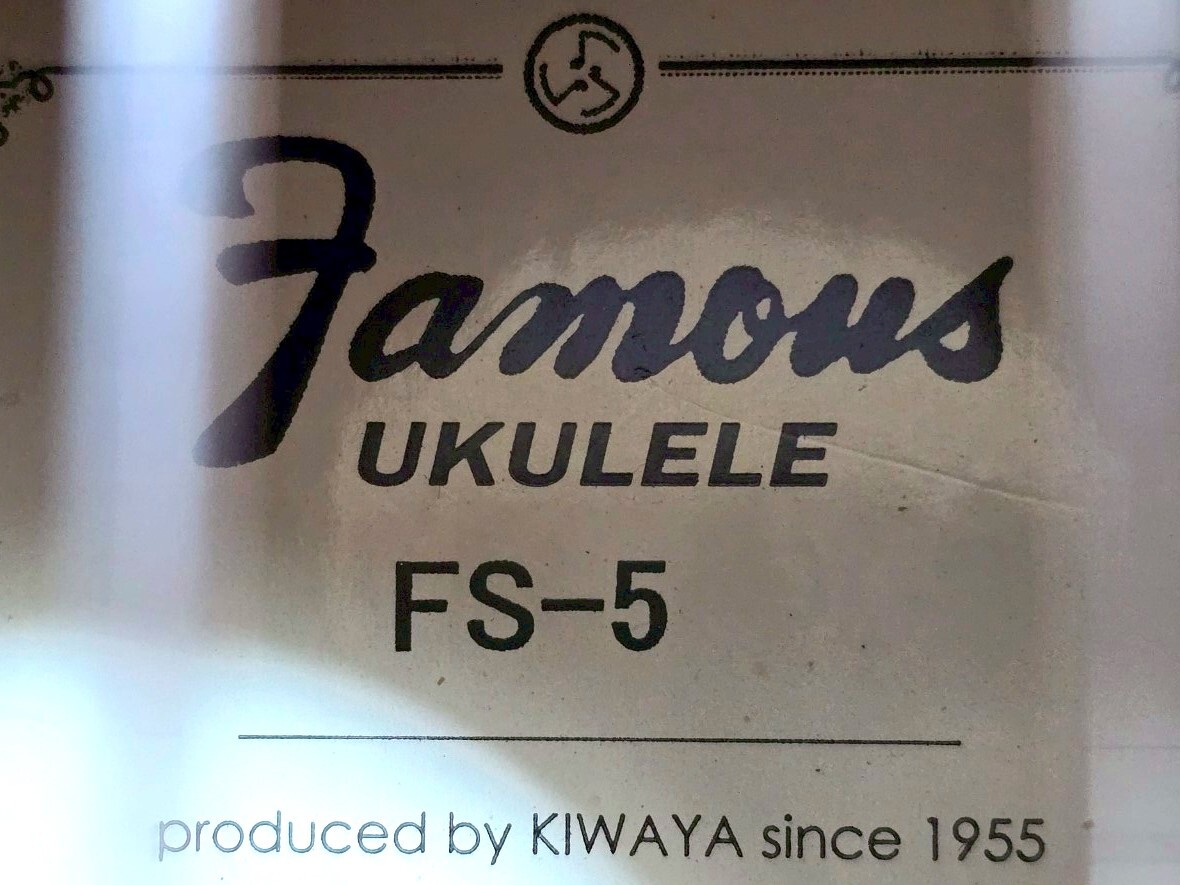 Famous
UKULELE
FS-5
produced by KIWAYA since 1955